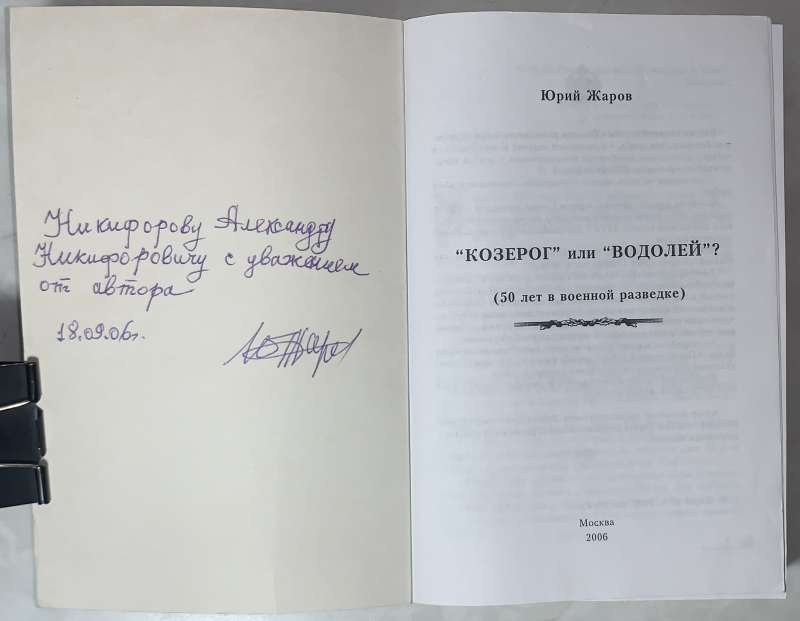 Никифорову Александру
Никифоровичу с уважением
от автора
18.09.06г.
Юрий Жаров
"КОЗЕРОГ" или "ВОДОЛЕЙ"?
(50 лет в военной разведке)
Москва
2006